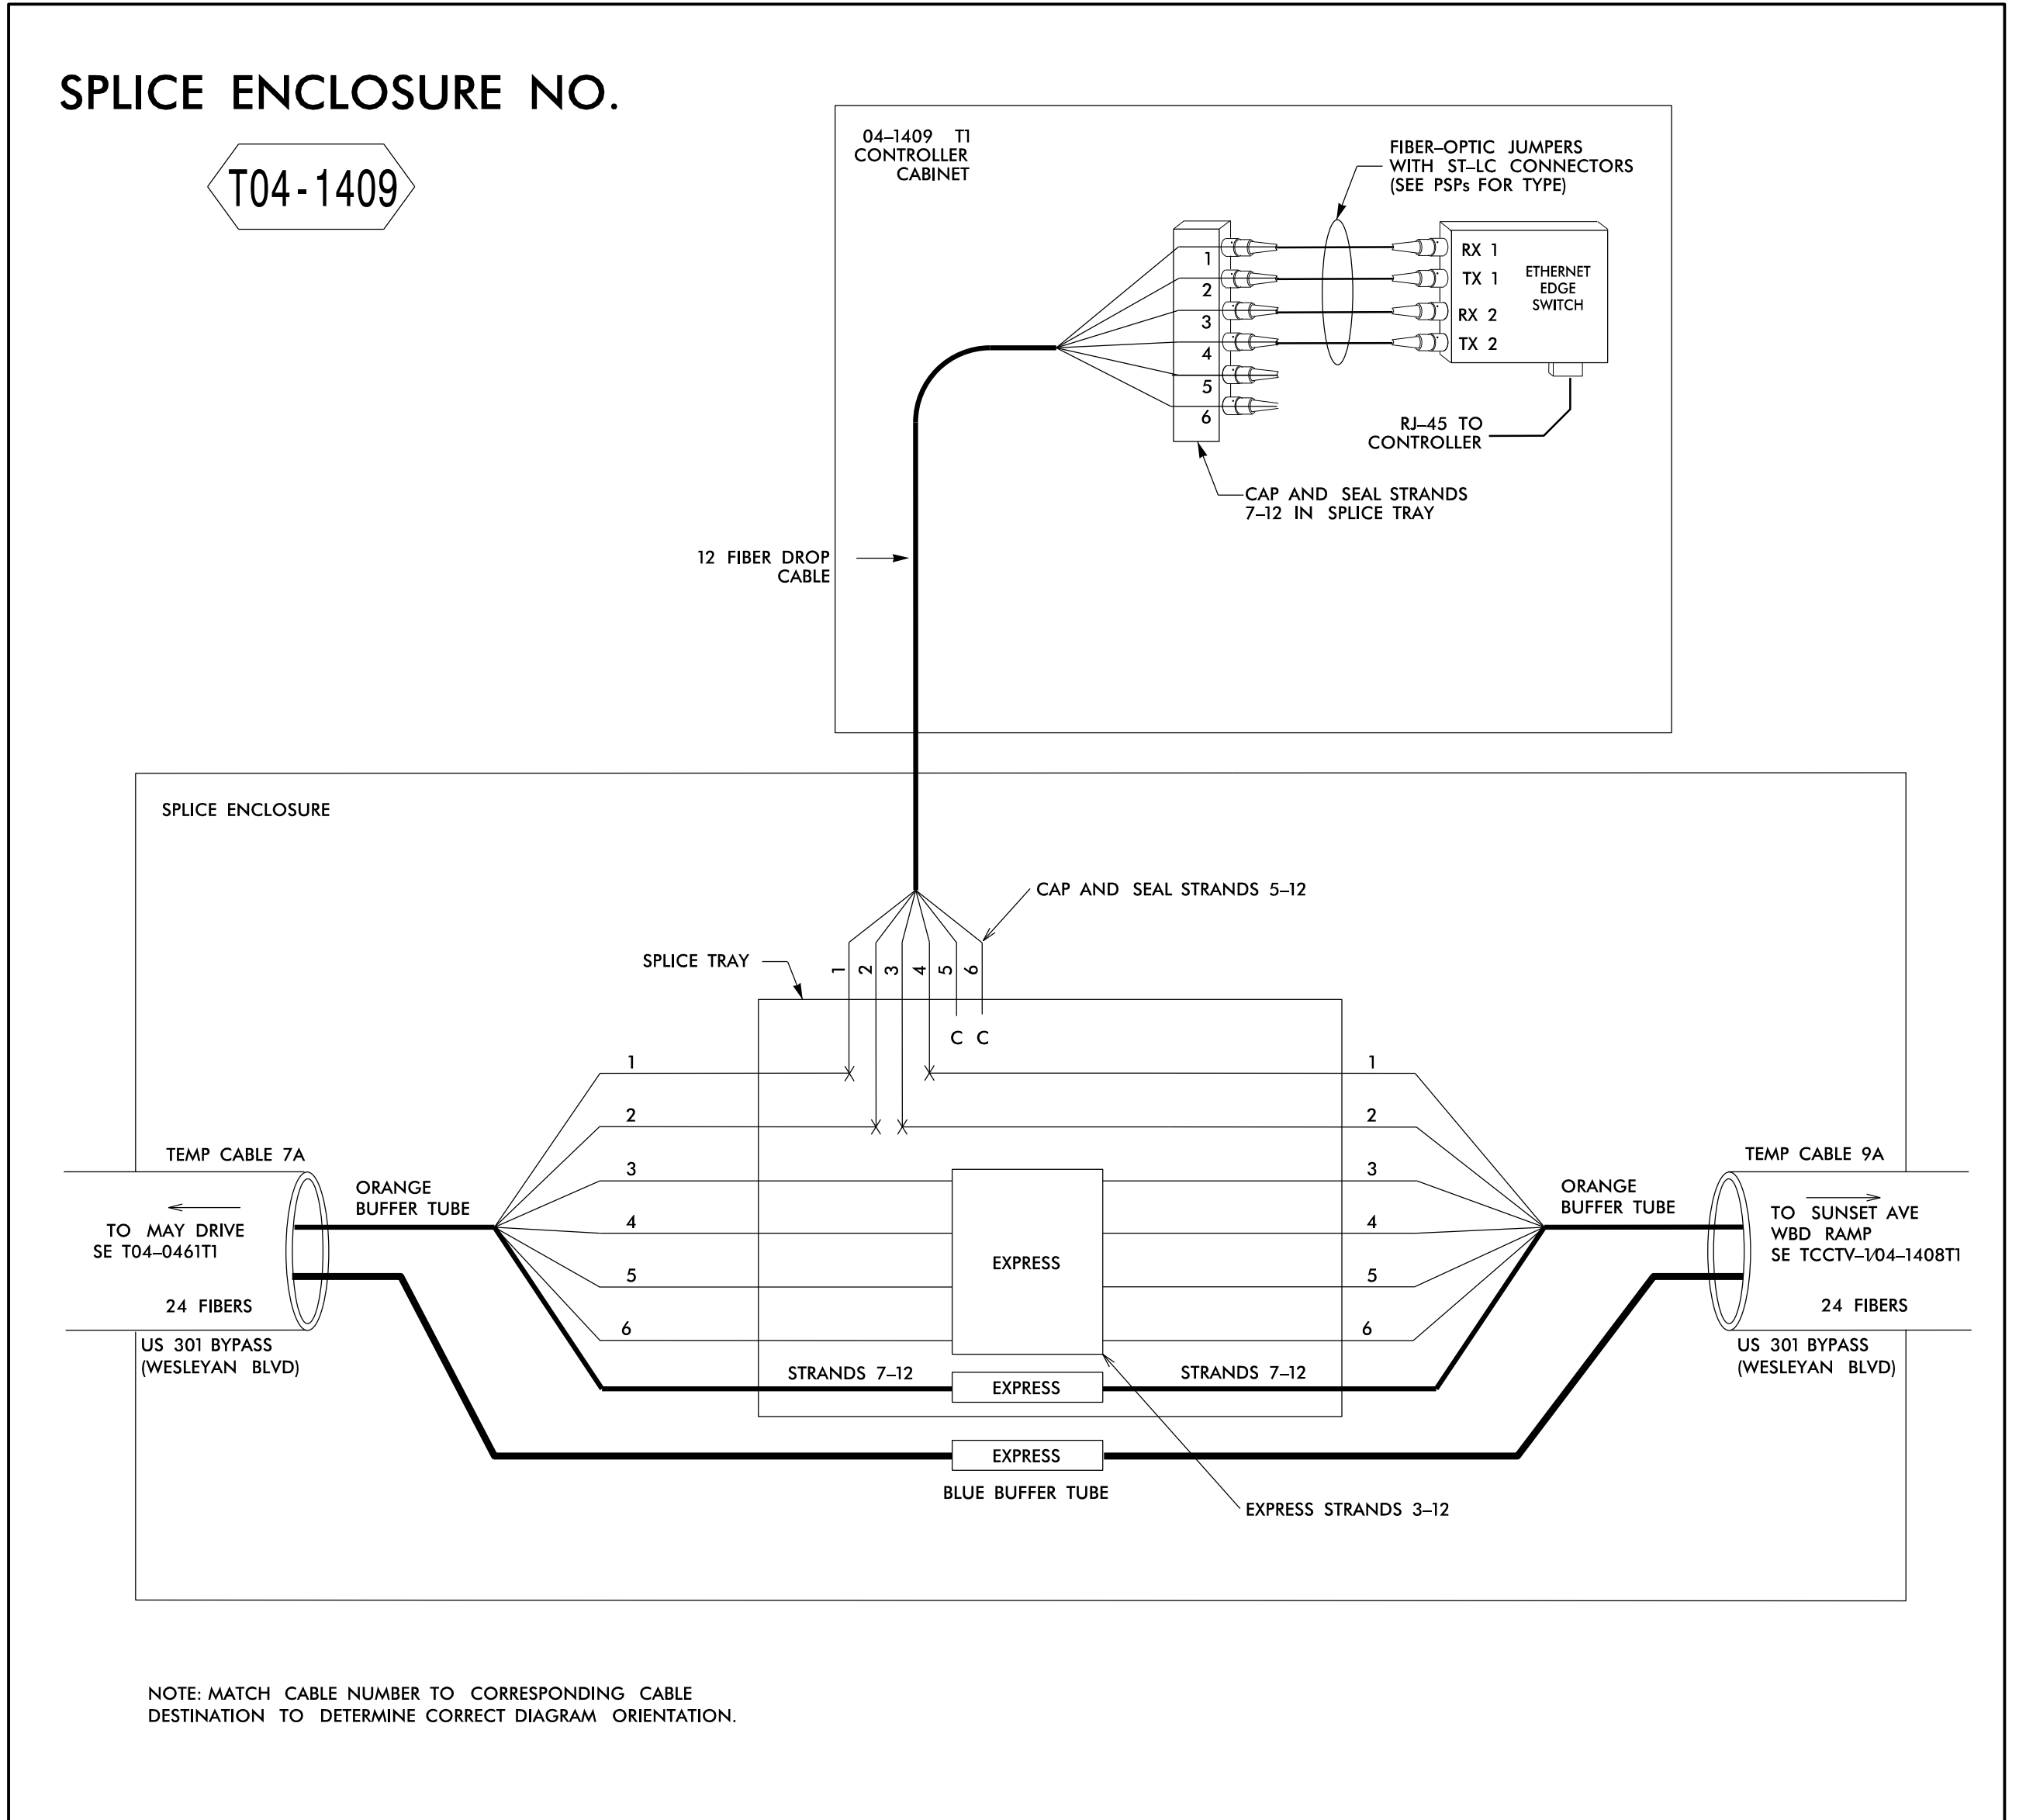 SPLICE ENCLOSURE NO.
T04-1409
04-1409 T1
CONTROLLER
CABINET
FIBER-OPTIC JUMPERS
WITH ST-LC CONNECTORS
(SEE PSPs FOR TYPE)
1
2
3
4
5
6
RX 1
TX 1
RX 2
TX 2
ETHERNET
EDGE
SWITCH
RJ-45 TO
CONTROLLER
CAP AND SEAL STRANDS
7-12 IN SPLICE TRAY
12 FIBER DROP
CABLE
SPLICE ENCLOSURE
CAP AND SEAL STRANDS 5-12
SPLICE TRAY
1 2 3 4 5 6
C C
1
2
3
4
5
6
1
2
3
4
5
6
TEMP CABLE 7A
ORANGE
BUFFER TUBE
TO MAY DRIVE
SE T04-0461T1
24 FIBERS
US 301 BYPASS
(WESLEYAN BLVD)
TEMP CABLE 9A
ORANGE
BUFFER TUBE
TO SUNSET AVE
WBD RAMP
SE TCCTV-1/04-1408T1
24 FIBERS
US 301 BYPASS
(WESLEYAN BLVD)
EXPRESS
STRANDS 7-12
EXPRESS
STRANDS 7-12
EXPRESS
BLUE BUFFER TUBE
EXPRESS STRANDS 3-12
NOTE: MATCH CABLE NUMBER TO CORRESPONDING CABLE
DESTINATION TO DETERMINE CORRECT DIAGRAM ORIENTATION.